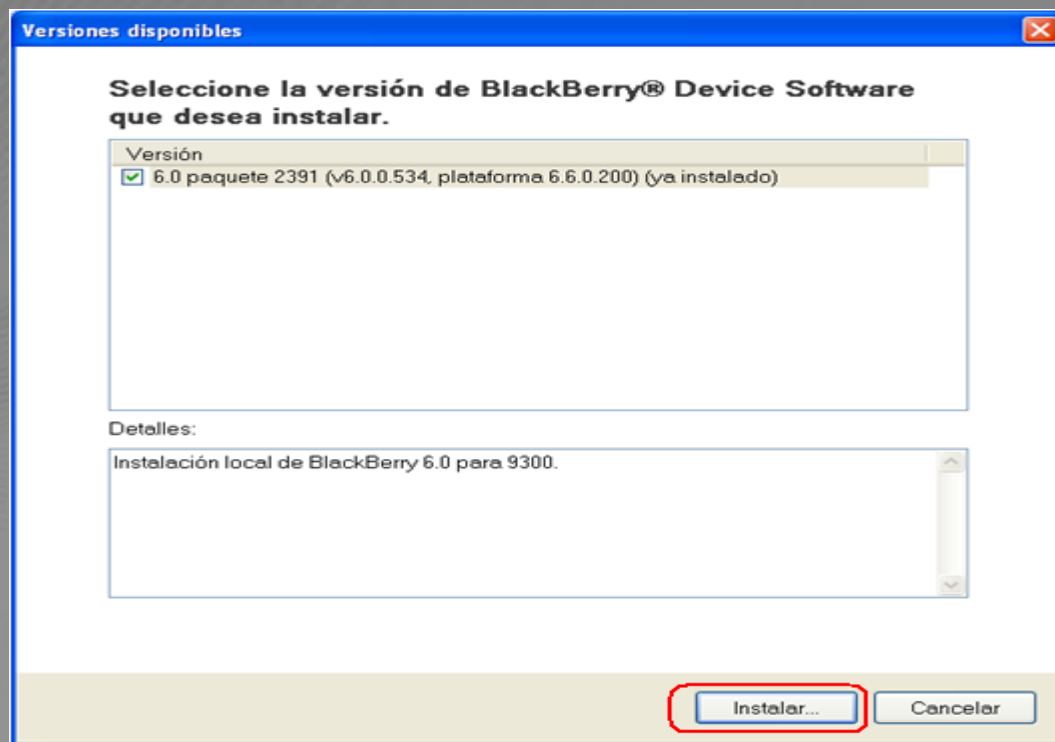 Versiones disponibles
Seleccione la versión de BlackBerry® Device Software
que desea instalar.
Versión
6.0 paquete 2391 (v6.0.0.534, plataforma 6.6.0.200) (ya instalado)
Detalles:
Instalación local de BlackBerry 6.0 para 9300.
Instalar...
Cancelar